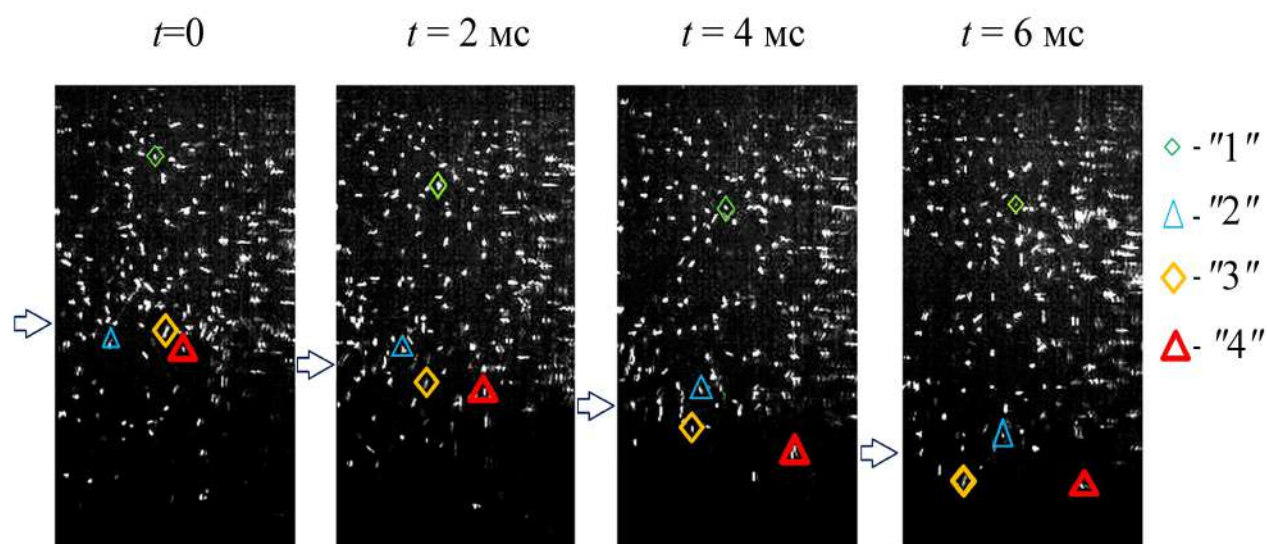 t=0
t = 2 мс
t = 4 мс
t = 6 мс
- "1"
- "2"
- "3"
- "4"